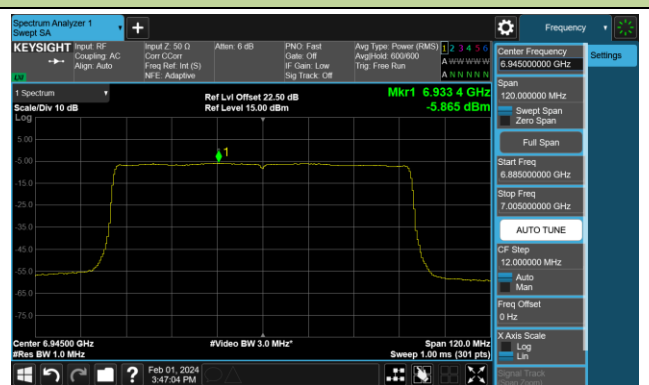 Spectrum Analyzer 1
Swept SA
Frequency
KEYSIGHT
Input: RF
Coupling: AC
Align: Auto
Input Z: 50 Ω
Corr CCorr
Freq Ref: Int (S)
NFE: Adaptive
Atten: 6 dB
PNO: Fast
Gate: Off
IF Gain: Low
Sig Track: Off
Avg Type: Power (RMS)
Avg|Hold: 600/600
Trig: Free Run
1 2 3 4 5 6
A W W W W W
A N N N N N
LXI
1 Spectrum
Scale/Div 10 dB
Log
Ref Lvl Offset 22.50 dB
Ref Level 15.00 dBm
Mkr1 6.933 4 GHz
-5.865 dBm
5.00
-5.00
-15.0
-25.0
-35.0
-45.0
-55.0
-65.0
-75.0
1
Center 6.94500 GHz
#Res BW 1.0 MHz
#Video BW 3.0 MHz*
Span 120.0 MHz
Sweep 1.00 ms (301 pts)
Feb 01, 2024
3:47:04 PM
?
Center Frequency
6.945000000 GHz
Span
120.000000 MHz
Swept Span
Zero Span
Full Span
Start Freq
6.885000000 GHz
Stop Freq
7.005000000 GHz
AUTO TUNE
CF Step
12.000000 MHz
Auto
Man
Freq Offset
0 Hz
X Axis Scale
Log
Lin
Signal Track
(Span Zoom)
Settings